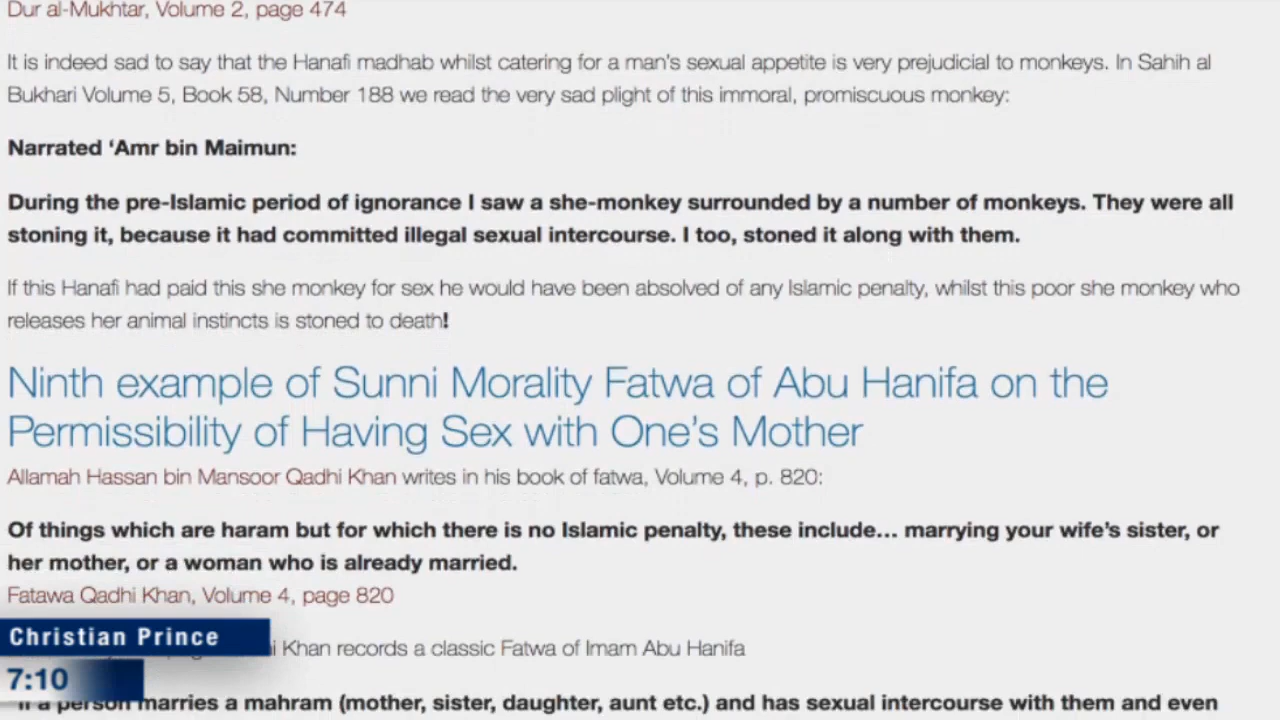 Dur al-Mukhtar, Volume 2, page 474
It is indeed sad to say that the Hanafi madhab whilst catering for a man's sexual appetite is very prejudicial to monkeys. In Sahih al
Bukhari Volume 5, Book 58, Number 188 we read the very sad plight of this immoral, promiscuous monkey:
Narrated ‘Amr bin Maimun:
During the pre-Islamic period of ignorance I saw a she-monkey surrounded by a number of monkeys. They were all
stoning it, because it had committed illegal sexual intercourse. I too, stoned it along with them.
If this Hanafi had paid this she monkey for sex he would have been absolved of any Islamic penalty, whilst this poor she monkey who
releases her animal instincts is stoned to death!
Ninth example of Sunni Morality Fatwa of Abu Hanifa on the
Permissibility of Having Sex with One's Mother
Allamah Hassan bin Mansoor Qadhi Khan writes in his book of fatwa, Volume 4, p. 820:
Of things which are haram but for which there is no Islamic penalty, these include... marrying your wife's sister, or
her mother, or a woman who is already married.
Fatawa Qadhi Khan, Volume 4, page 820
Christian Prince
Khan records a classic Fatwa of Imam Abu Hanifa
7:10
"If a person marries a mahram (mother, sister, daughter, aunt etc.) and has sexual intercourse with them and even